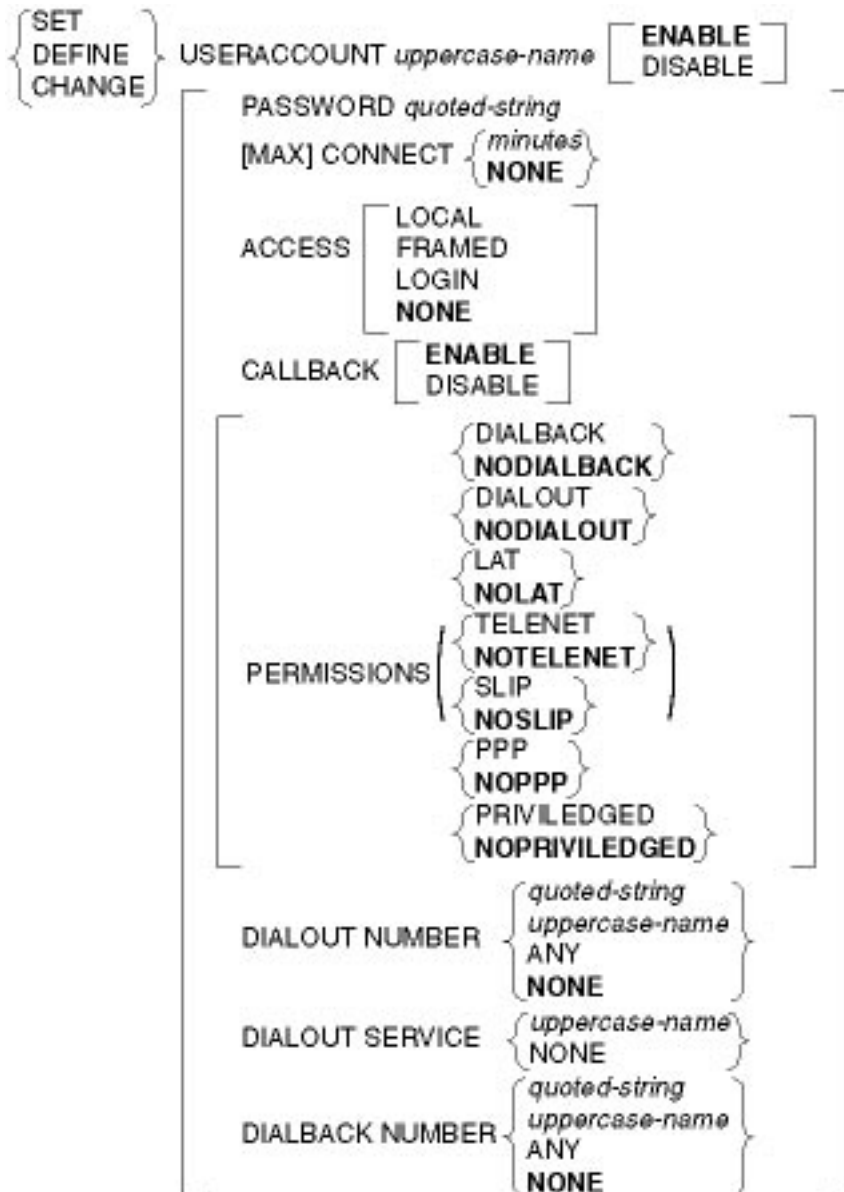 SET
DEFINE
CHANGE
USERACCOUNT uppercase-name
ENABLE
DISABLE
PASSWORD quoted-string
[MAX] CONNECT
minutes
NONE
ACCESS
LOCAL
FRAMED
LOGIN
NONE
CALLBACK
ENABLE
DISABLE
PERMISSIONS
DIALBACK
NODIALBACK
DIALOUT
NODIALOUT
LAT
NOLAT
TELENET
NOTELENET
SLIP
NOSLIP
PPP
NOPPP
PRIVILEDGED
NOPRIVILEDGED
DIALOUT NUMBER
quoted-string
uppercase-name
ANY
NONE
DIALOUT SERVICE
uppercase-name
NONE
DIALBACK NUMBER
quoted-string
uppercase-name
ANY
NONE